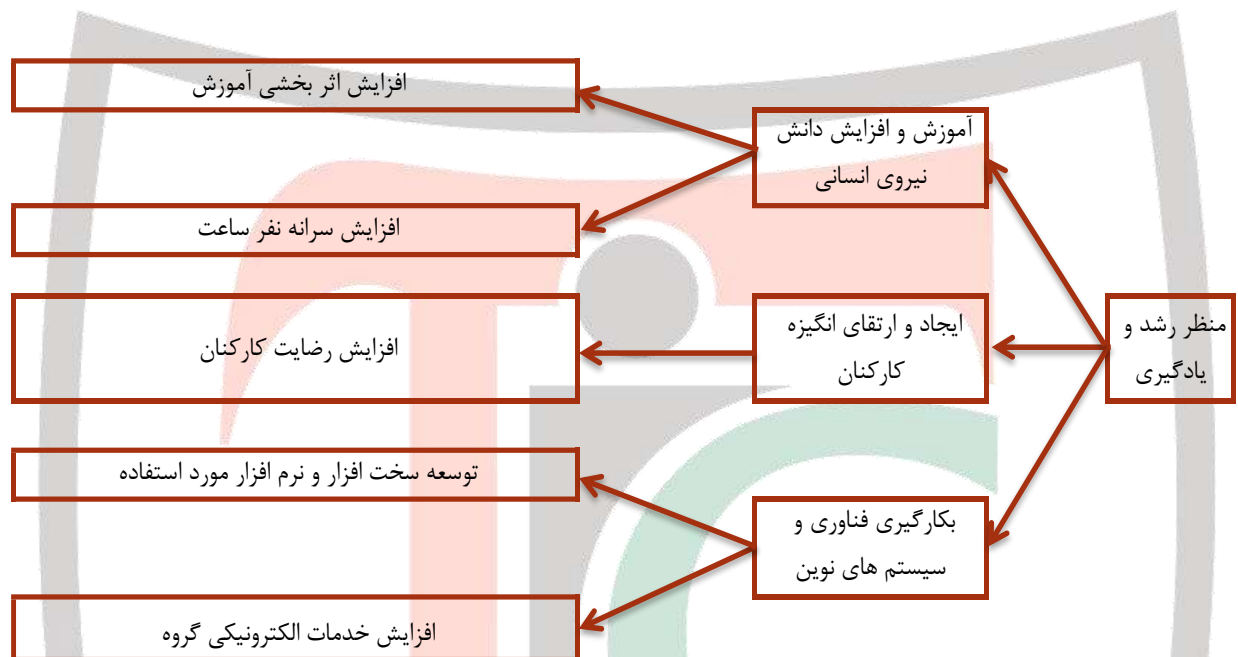 منظر رشد و
یادگیری
آموزش و افزایش دانش
نیروی انسانی
افزایش اثر بخشی آموزش
افزایش سرانه نفر ساعت
ایجاد و ارتقای انگیزه
کارکنان
افزایش رضایت کارکنان
بکارگیری فناوری و
سیستم های نوین
توسعه سخت افزار و نرم افزار مورد استفاده
افزایش خدمات الکترونیکی گروه